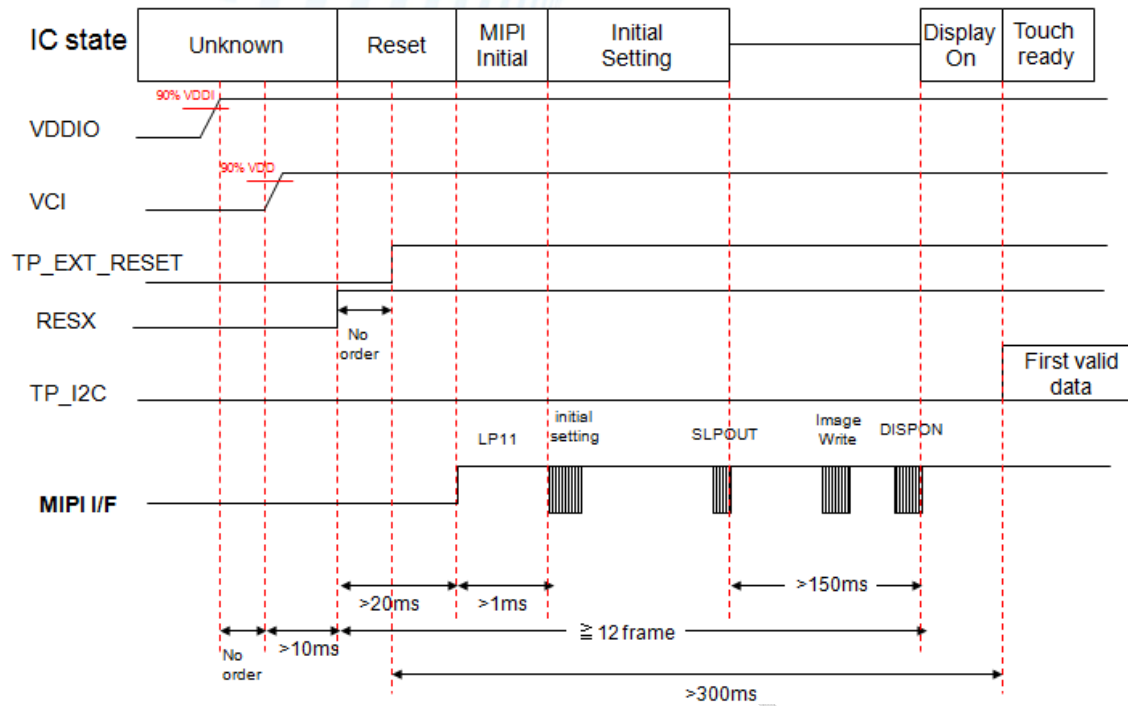 IC state
Unknown
Reset
MIPI
Initial
Initial
Setting
Display
On
Touch
ready
90% VDDI
VDDIO
90% VDD
VCI
TP_EXT_RESET
RESX
No
order
TP_I2C
First valid
data
LP11
initial
setting
SLPOUT
Image
Write
DISPON
MIPI I/F
>20ms
>1ms
>150ms
No
order
>10ms
≧ 12 frame
>300ms